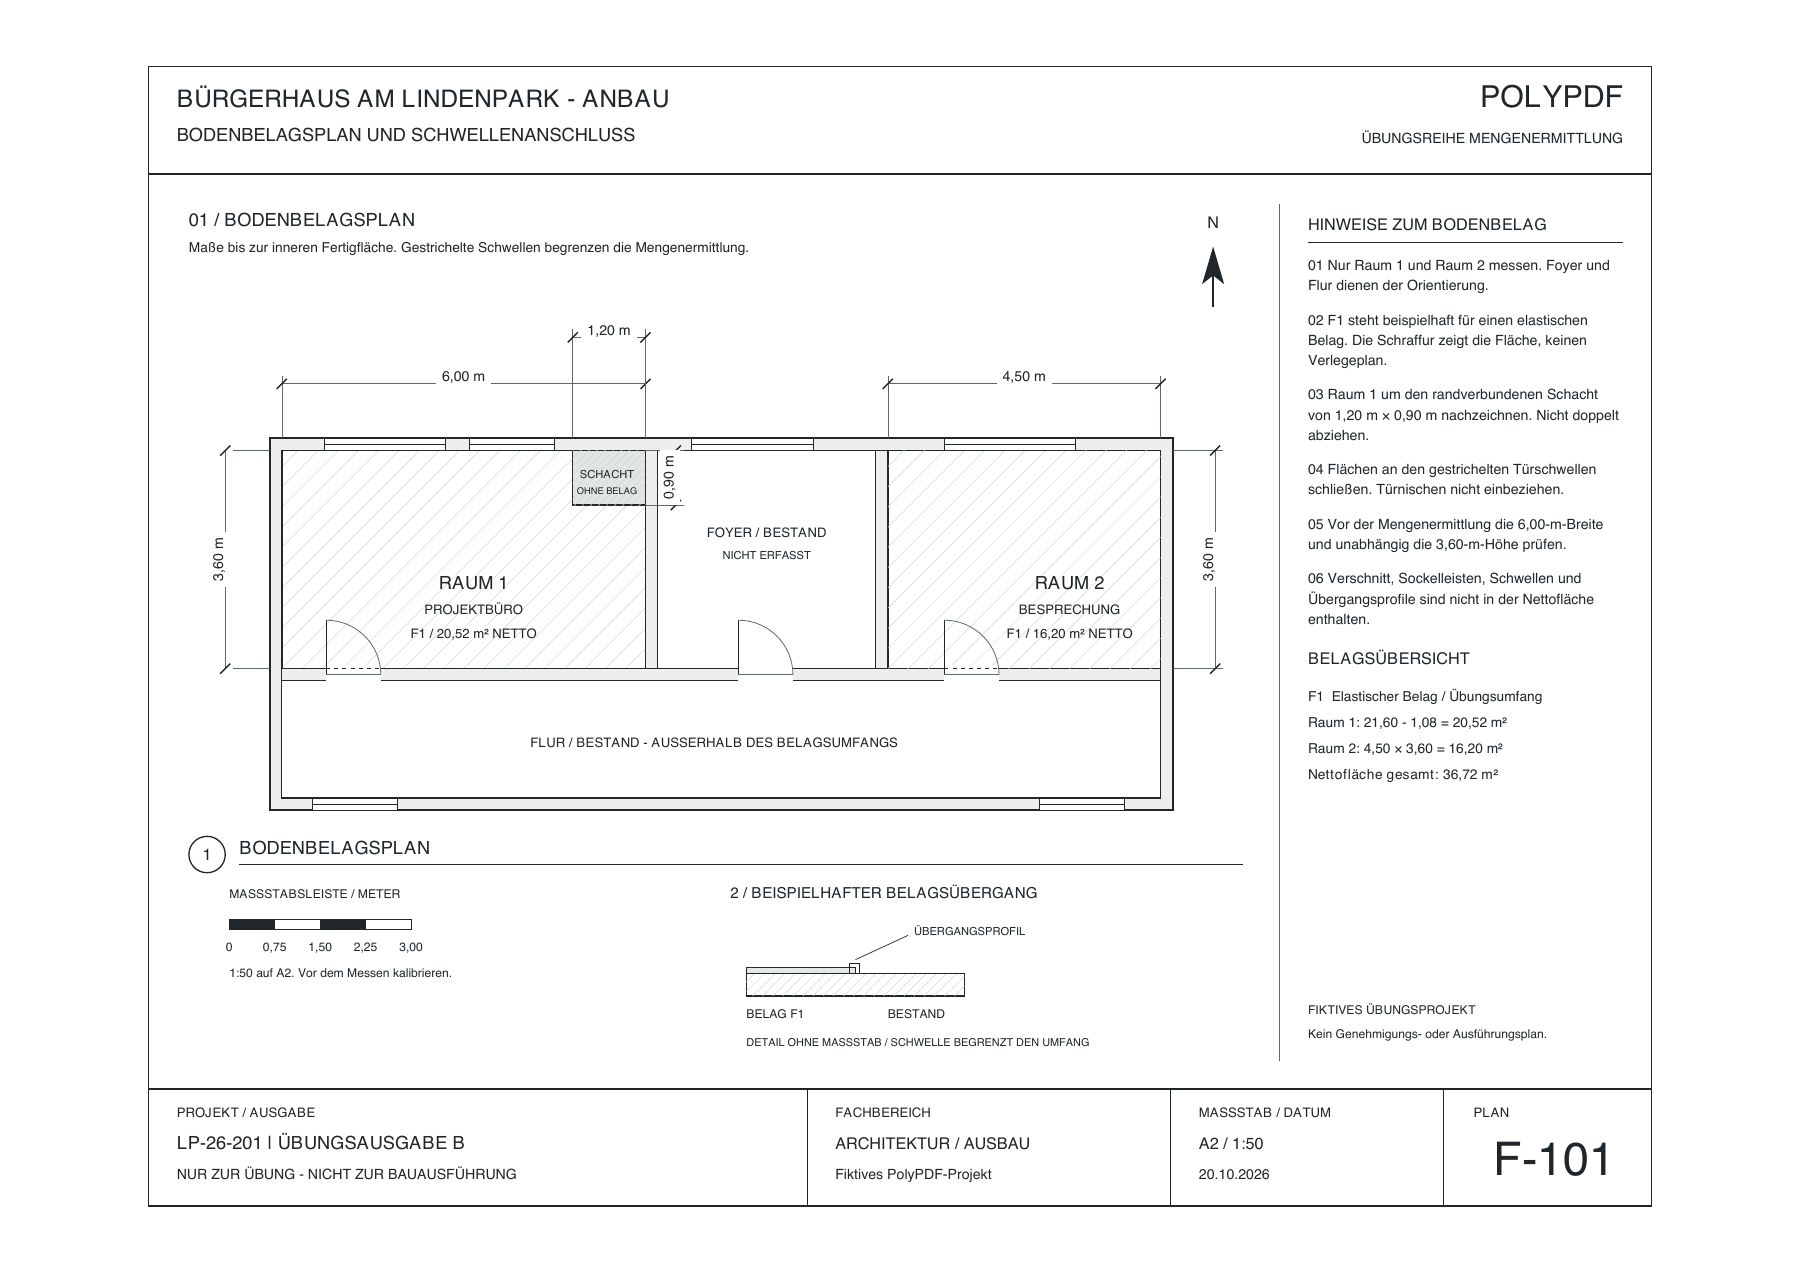 BÜRGERHAUS AM LINDENPARK - ANBAU
BODENBELAGSPLAN UND SCHWELLENANSCHLUSS
POLYPDF
ÜBUNGSREIHE MENGENERMITTLUNG
01 / BODENBELAGSPLAN
Maße bis zur inneren Fertigfläche. Gestrichelte Schwellen begrenzen die Mengenermittlung.
N
1,20 m
6,00 m
4,50 m
3,60 m
SCHACHT
OHNE BELAG
0,90 m
FOYER / BESTAND
NICHT ERFASST
RAUM 1
PROJEKTBÜRO
F1 / 20,52 m² NETTO
RAUM 2
BESPRECHUNG
F1 / 16,20 m² NETTO
3,60 m
FLUR / BESTAND - AUSSERHALB DES BELAGSUMFANGS
1
BODENBELAGSPLAN
MASSSTABSLEISTE / METER
0 0,75 1,50 2,25 3,00
1:50 auf A2. Vor dem Messen kalibrieren.
2 / BEISPIELHAFTER BELAGSÜBERGANG
ÜBERGANGSPROFIL
BELAG F1 BESTAND
DETAIL OHNE MASSSTAB / SCHWELLE BEGRENZT DEN UMFANG
HINWEISE ZUM BODENBELAG
01 Nur Raum 1 und Raum 2 messen. Foyer und
Flur dienen der Orientierung.
02 F1 steht beispielhaft für einen elastischen
Belag. Die Schraffur zeigt die Fläche, keinen
Verlegeplan.
03 Raum 1 um den randverbundenen Schacht
von 1,20 m × 0,90 m nachzeichnen. Nicht doppelt
abziehen.
04 Flächen an den gestrichelten Türschwellen
schließen. Türnischen nicht einbeziehen.
05 Vor der Mengenermittlung die 6,00-m-Breite
und unabhängig die 3,60-m-Höhe prüfen.
06 Verschnitt, Sockelleisten, Schwellen und
Übergangsprofile sind nicht in der Nettofläche
enthalten.
BELAGSÜBERSICHT
F1 Elastischer Belag / Übungsumfang
Raum 1: 21,60 - 1,08 = 20,52 m²
Raum 2: 4,50 × 3,60 = 16,20 m²
Nettofläche gesamt: 36,72 m²
FIKTIVES ÜBUNGSPROJEKT
Kein Genehmigungs- oder Ausführungsplan.
PROJEKT / AUSGABE
LP-26-201 | ÜBUNGSAUSGABE B
NUR ZUR ÜBUNG - NICHT ZUR BAUAUSFÜHRUNG
FACHBEREICH
ARCHITEKTUR / AUSBAU
Fiktives PolyPDF-Projekt
MASSSTAB / DATUM
A2 / 1:50
20.10.2026
PLAN
F-101